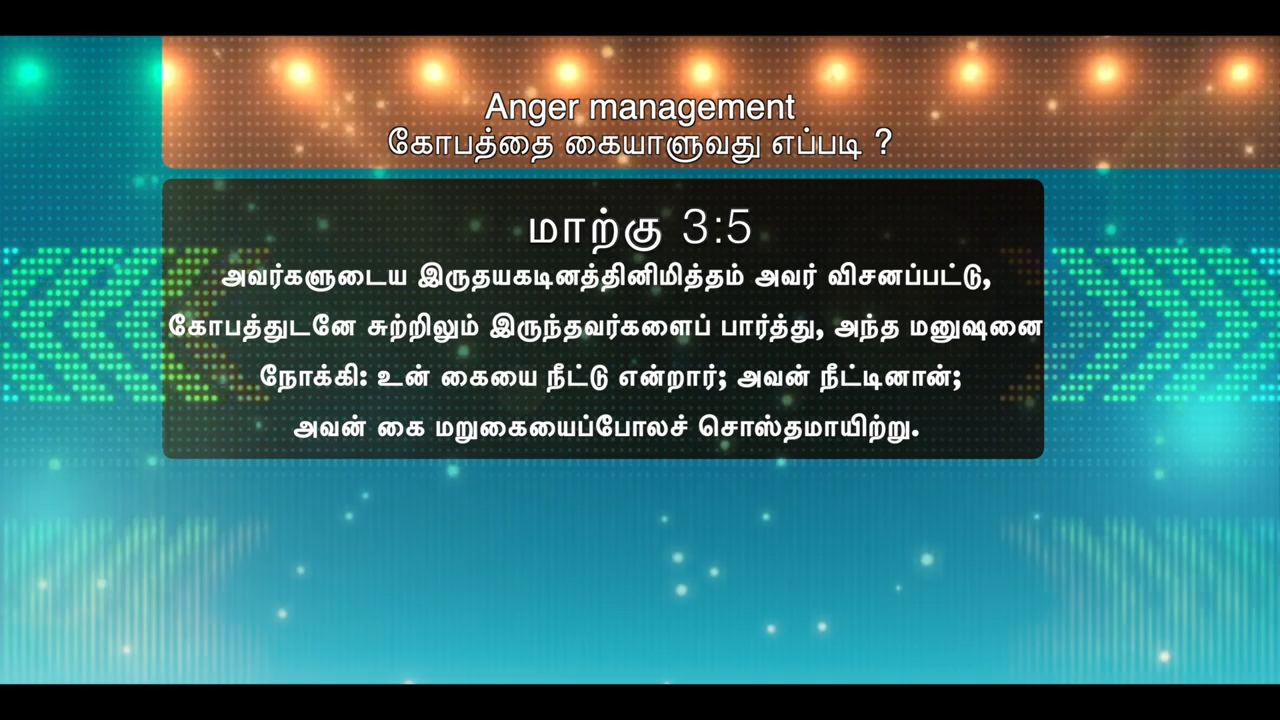 Anger management
கோபத்தை கையாளுவது எப்படி ?
மாற்கு 3:5
அவர்களுடைய இருதயகடினத்தினிமித்தம் அவர் விசனப்பட்டு,
கோபத்துடனே சுற்றிலும் இருந்தவர்களைப் பார்த்து, அந்த மனுஷனை
நோக்கி: உன் கையை நீட்டு என்றார்; அவன் நீட்டினான்;
அவன் கை மறுகையைப்போலச் சொஸ்தமாயிற்று.